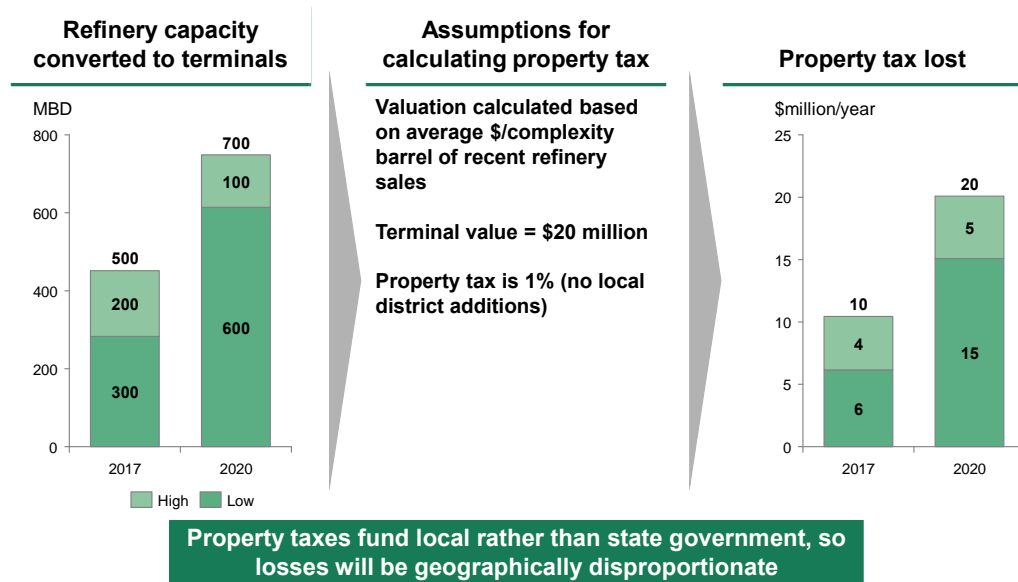 Refinery capacity
converted to terminals
MBD
800
600
400
200
0
500
200
300
700
100
600
2017
2020
High
Low
Assumptions for
calculating property tax
Valuation calculated based
on average $/complexity
barrel of recent refinery
sales
Terminal value = $20 million
Property tax is 1% (no local
district additions)
Property tax lost
$million/year
25
20
15
10
5
0
10
4
6
20
5
15
2017
2020
Property taxes fund local rather than state government, so
losses will be geographically disproportionate